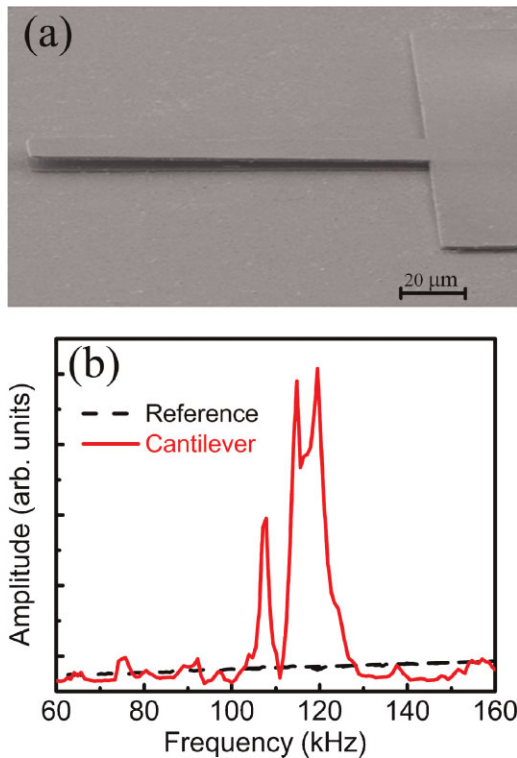 (a)
20 μm
(b)
Reference
Cantilever
Amplitude (arb. units)
60 80 100 120 140 160
Frequency (kHz)